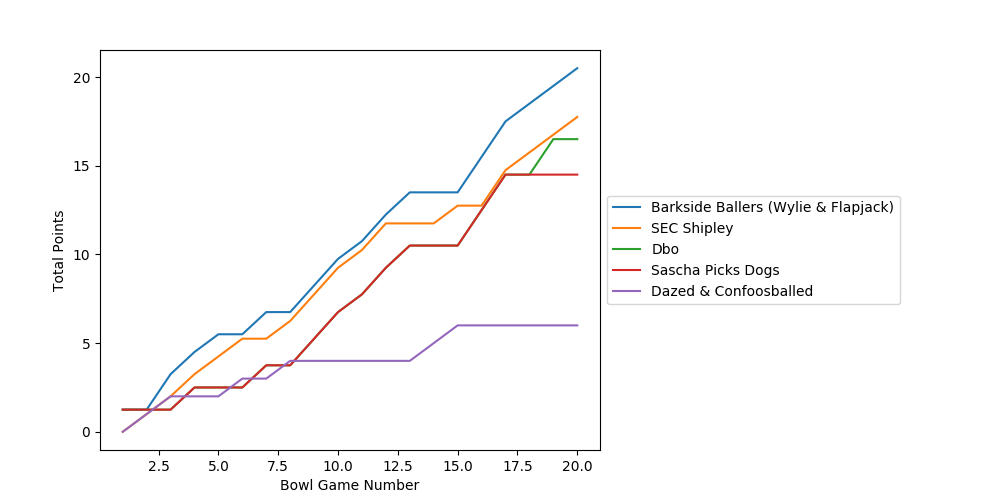 20
15
10
5
0
Total Points
2.5 5.0 7.5 10.0 12.5 15.0 17.5 20.0
Bowl Game Number
Barkside Ballers (Wylie & Flapjack)
SEC Shipley
Dbo
Sascha Picks Dogs
Dazed & Confoosballed